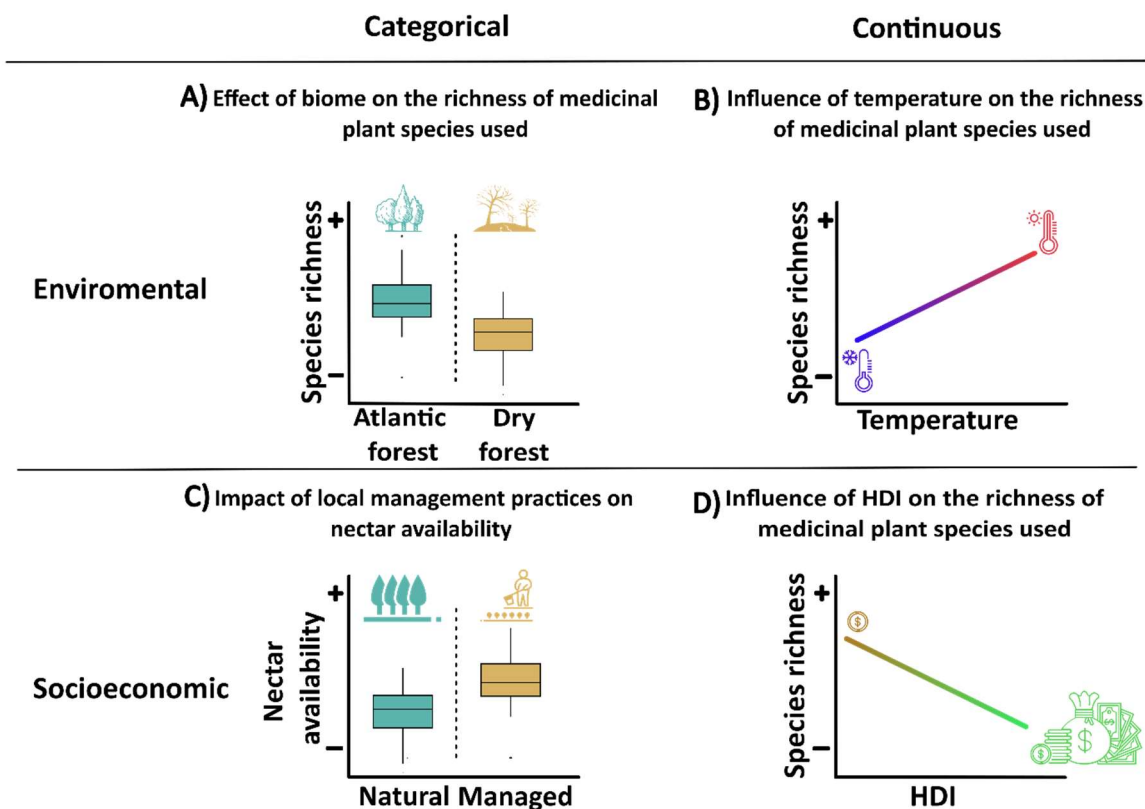 Categorical
Continuous
A) Effect of biome on the richness of medicinal
plant species used
B) Influence of temperature on the richness
of medicinal plant species used
Enviromental
Species richness
+
−
Atlantic
forest
Dry
forest
Species richness
+
−
Temperature
C) Impact of local management practices on
nectar availability
D) Influence of HDI on the richness of
medicinal plant species used
Socioeconomic
Nectar
availability
+
−
Natural
Managed
Species richness
+
−
$
$
$
$
HDI